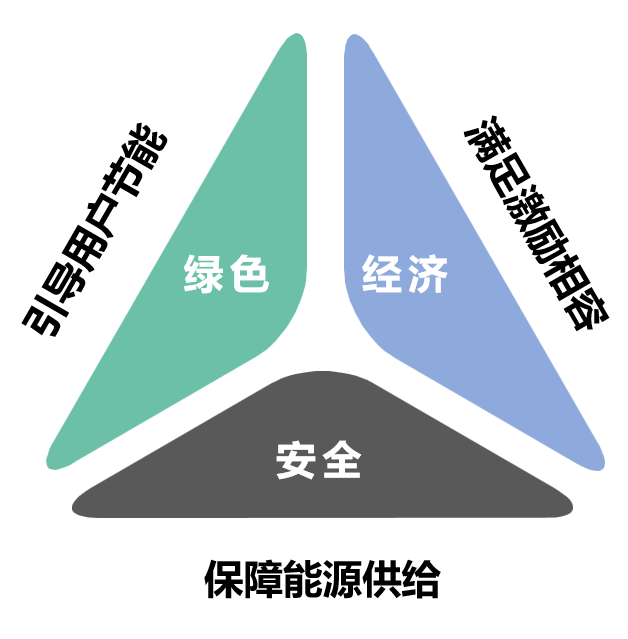 引导用户节能
满足激励相容
绿色
经济
安全
保障能源供给